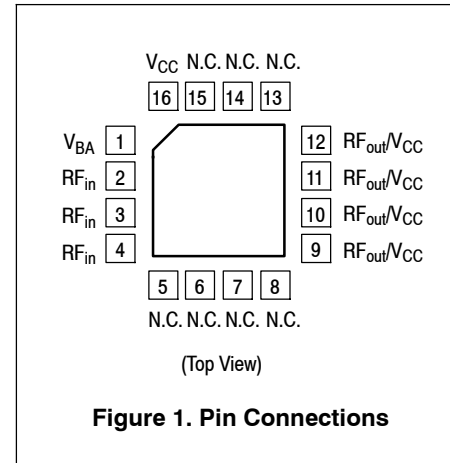 V_CC N.C. N.C. N.C.
16 15 14 13
V_BA 1 12 RF_out/V_CC
RF_in 2 11 RF_out/V_CC
RF_in 3 10 RF_out/V_CC
RF_in 4 9 RF_out/V_CC
5 6 7 8
N.C. N.C. N.C. N.C.
(Top View)
Figure 1. Pin Connections